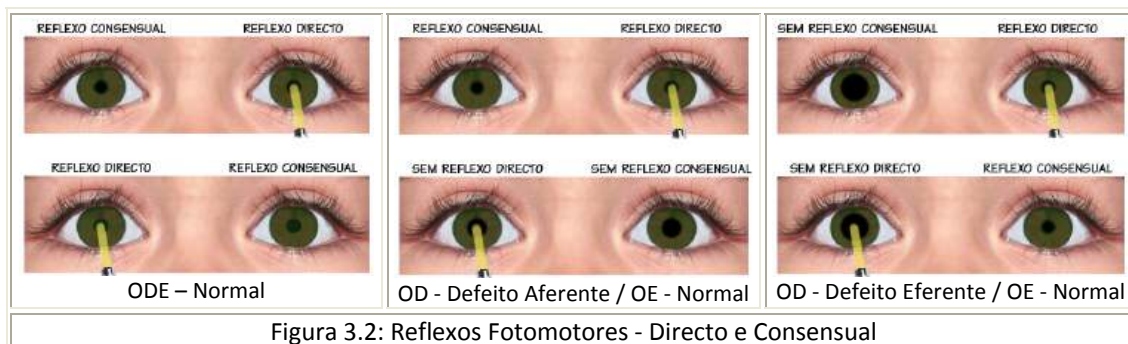 REFLEXO CONSENSUAL REFLEXO DIRECTO
REFLEXO DIRECTO REFLEXO CONSENSUAL
ODE – Normal
REFLEXO CONSENSUAL REFLEXO DIRECTO
SEM REFLEXO DIRECTO SEM REFLEXO CONSENSUAL
OD - Defeito Aferente / OE - Normal
SEM REFLEXO CONSENSUAL REFLEXO DIRECTO
SEM REFLEXO DIRECTO REFLEXO CONSENSUAL
OD - Defeito Eferente / OE - Normal
Figura 3.2: Reflexos Fotomotores - Directo e Consensual